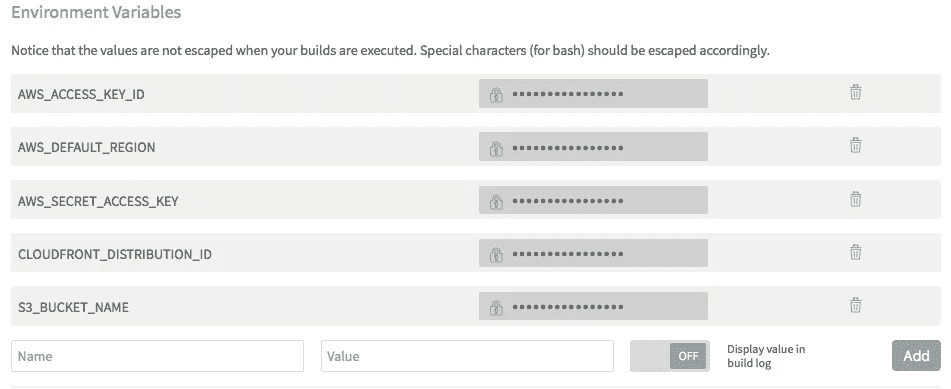 Environment Variables
Notice that the values are not escaped when your builds are executed. Special characters (for bash) should be escaped accordingly.
AWS_ACCESS_KEY_ID ••••••••••••••••
AWS_DEFAULT_REGION ••••••••••••••••
AWS_SECRET_ACCESS_KEY ••••••••••••••••
CLOUDFRONT_DISTRIBUTION_ID ••••••••••••••••
S3_BUCKET_NAME ••••••••••••••••
Name Value OFF Display value in
build log
Add